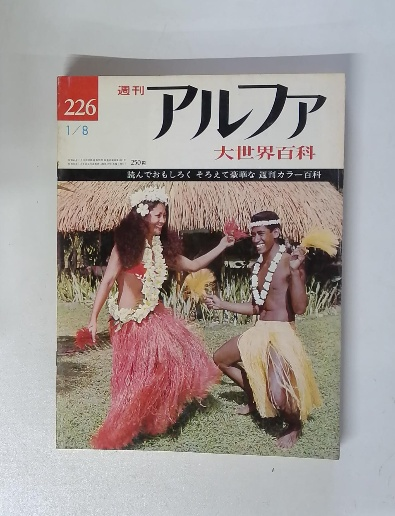 226
1/8
週刊
アルファ
大世界百科
250円
読んでおもしろく そろえて豪華な 週刊カラー百科